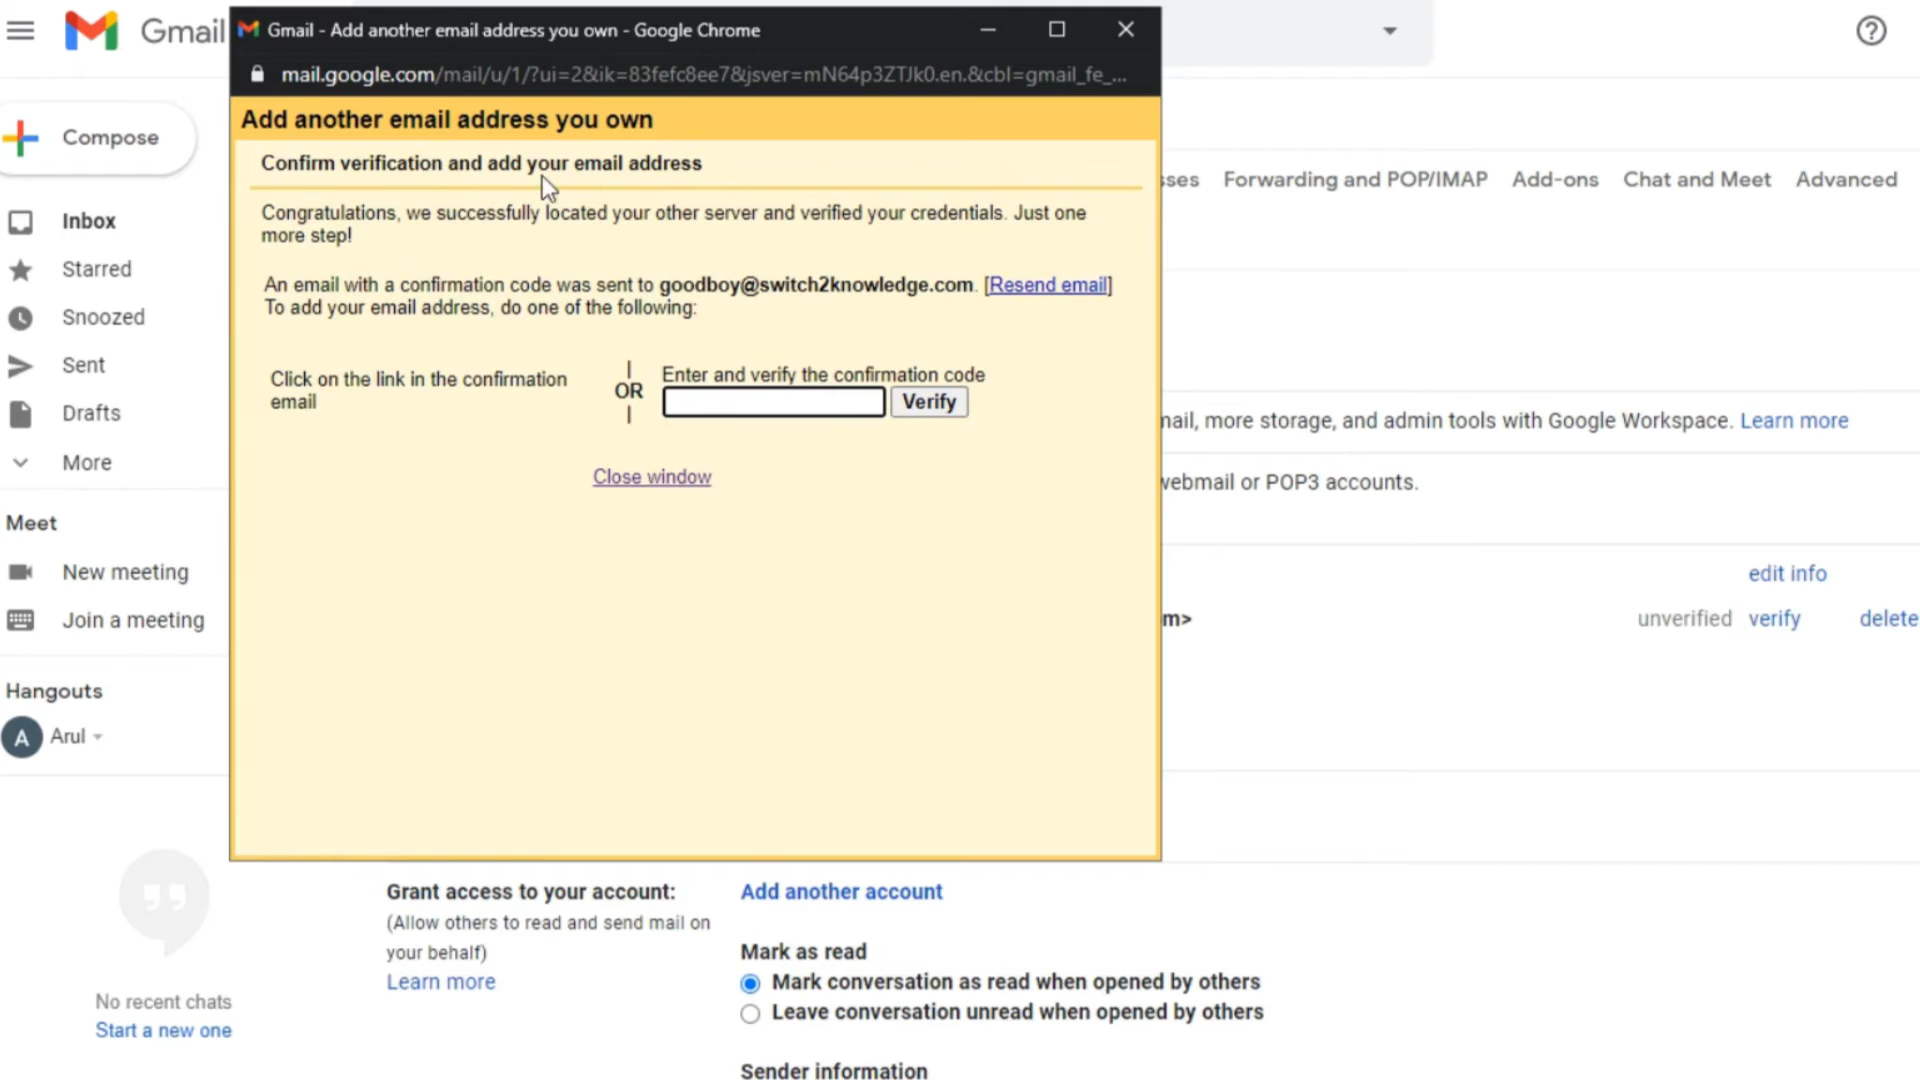 Gmail
Gmail - Add another email address you own - Google Chrome
mail.google.com/mail/u/1/?ui=2&ik=83fefc8ee7&jsver=mN64p3ZTJk0.en.&cbl=gmail_fe_...
Add another email address you own
Confirm verification and add your email address
Congratulations, we successfully located your other server and verified your credentials. Just one
more step!
An email with a confirmation code was sent to goodboy@switch2knowledge.com. [Resend email]
To add your email address, do one of the following:
Click on the link in the confirmation
email
OR
Enter and verify the confirmation code
Verify
Close window
Compose
Inbox
Starred
Snoozed
Sent
Drafts
More
Meet
New meeting
Join a meeting
Hangouts
A Arul
No recent chats
Start a new one
sses Forwarding and POP/IMAP Add-ons Chat and Meet Advanced
mail, more storage, and admin tools with Google Workspace. Learn more
webmail or POP3 accounts.
edit info
m> unverified verify delete
Grant access to your account:
(Allow others to read and send mail on
your behalf)
Learn more
Add another account
Mark as read
Mark conversation as read when opened by others
Leave conversation unread when opened by others
Sender information